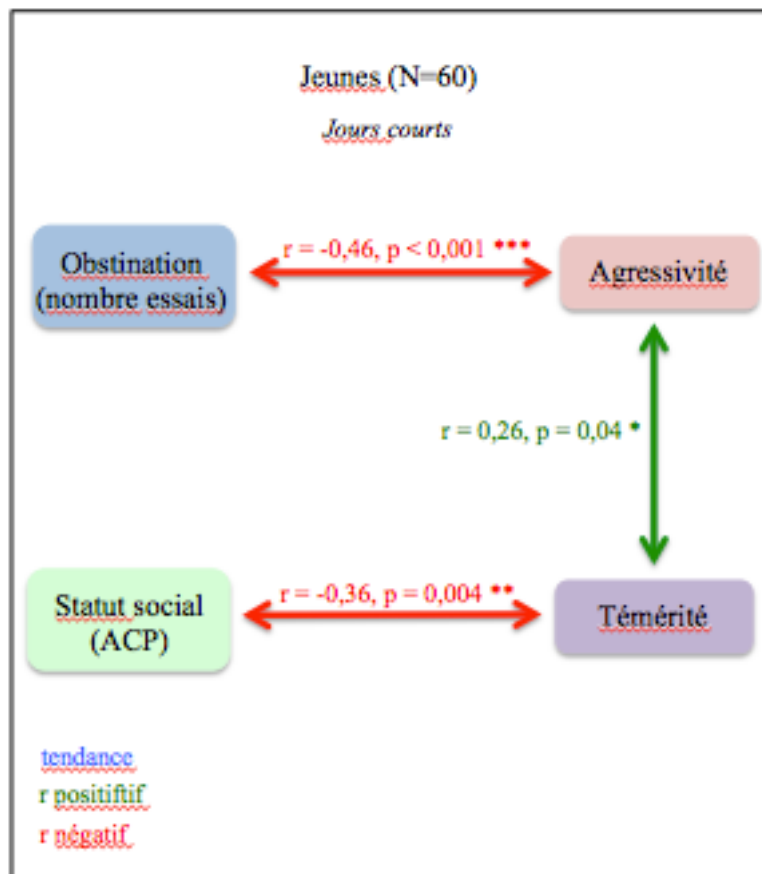 Jeunes (N=60)
Jours courts
Obstination
(nombre essais)
r = -0,46, p < 0,001 ***
Agressivité
r = 0,26, p = 0,04 *
Statut social
(ACP)
r = -0,36, p = 0,004 **
Témérité
tendance
r positiftif
r négatif